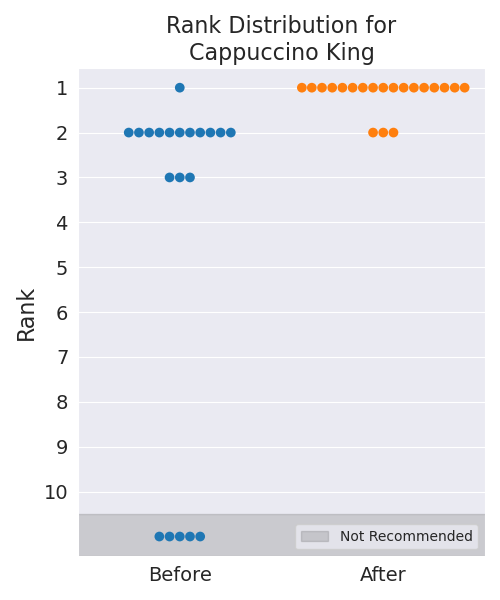 Rank Distribution for
Cappuccino King
Rank
1
2
3
4
5
6
7
8
9
10
Not Recommended
Before
After